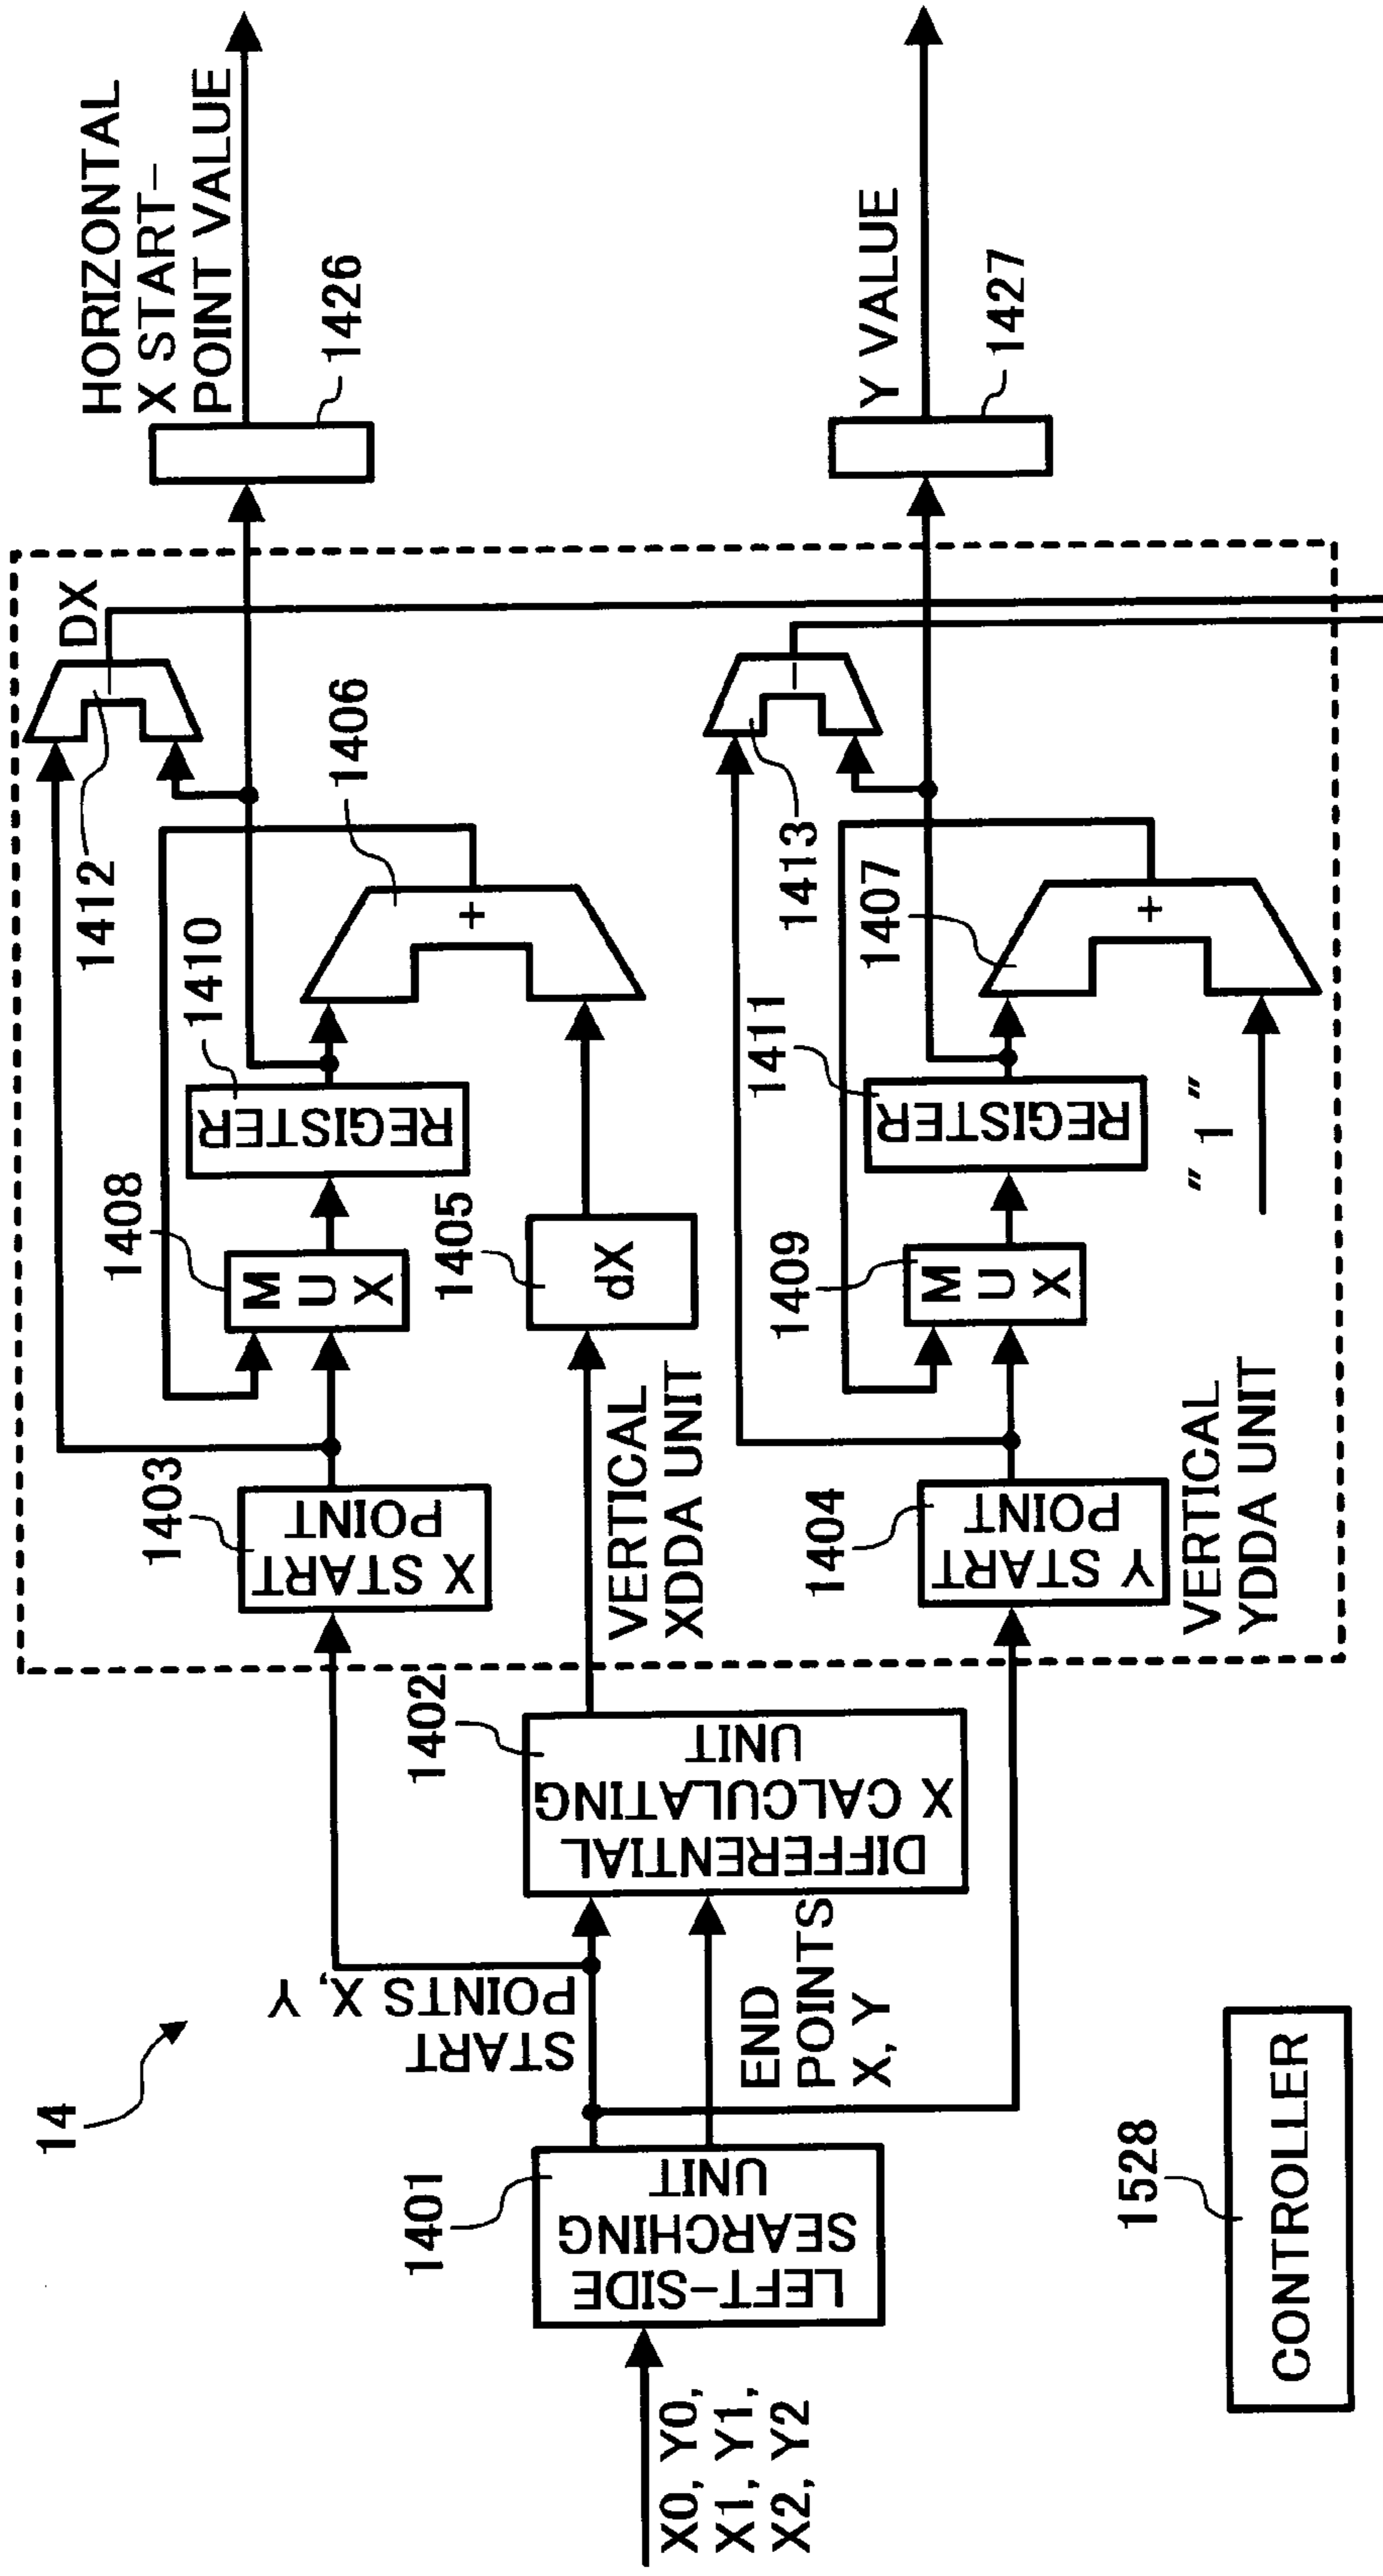 14
X0, Y0,
X1, Y1,
X2, Y2
1401
LEFT-SIDE
SEARCHING
UNIT
START
POINTS X, Y
END
POINTS
X, Y
1402
DIFFERENTIAL
X CALCULATING
UNIT
1403
X START
POINT
1408
MUX
1410
REGISTER
1412
DX
1406
+
−
1405
dX
VERTICAL
XDDA UNIT
1426
HORIZONTAL
X START-
POINT VALUE
1404
Y START
POINT
1409
MUX
1411
REGISTER
1413
−
1407
+
" 1 "
VERTICAL
YDDA UNIT
1427
Y VALUE
1528
CONTROLLER